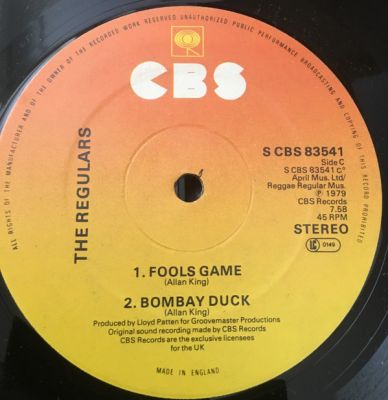 ALL RIGHTS OF THE MANUFACTURER AND OF THE OWNER OF THE RECORDED WORK RESERVED UNAUTHORIZED PUBLIC PERFORMANCE BROADCASTING AND COPYING OF THIS RECORD PROHIBITED
CBS
THE REGULARS
S CBS 83541
Side C
S CBS 83541 C°
April Mus. Ltd/
Reggae Regular Mus.
℗ 1979
CBS Records
7.58
45 RPM
STEREO
LC 0149
1. FOOLS GAME
(Allan King)
2. BOMBAY DUCK
(Allan King)
Produced by Lloyd Patten for Groovemaster Productions
Original sound recording made by CBS Records
CBS Records are the exclusive licensees
for the UK
MADE IN ENGLAND